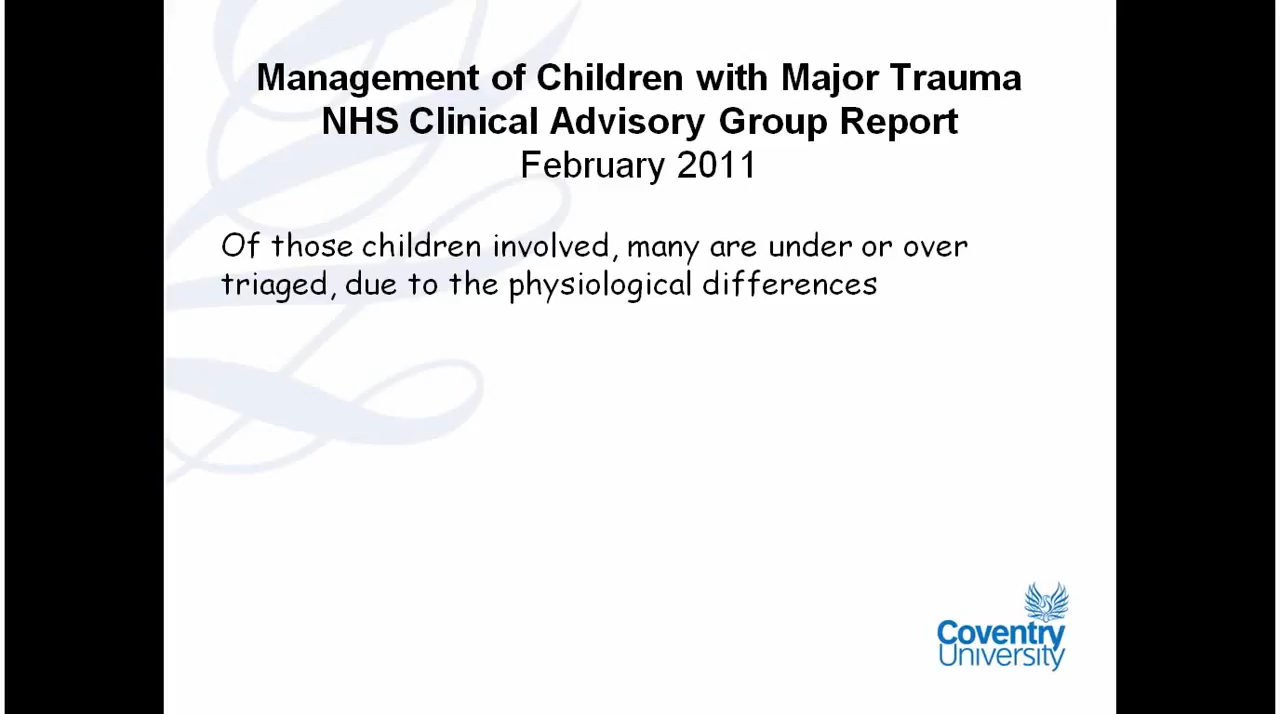 Management of Children with Major Trauma
NHS Clinical Advisory Group Report
February 2011
Of those children involved, many are under or over
triaged, due to the physiological differences
Coventry
University